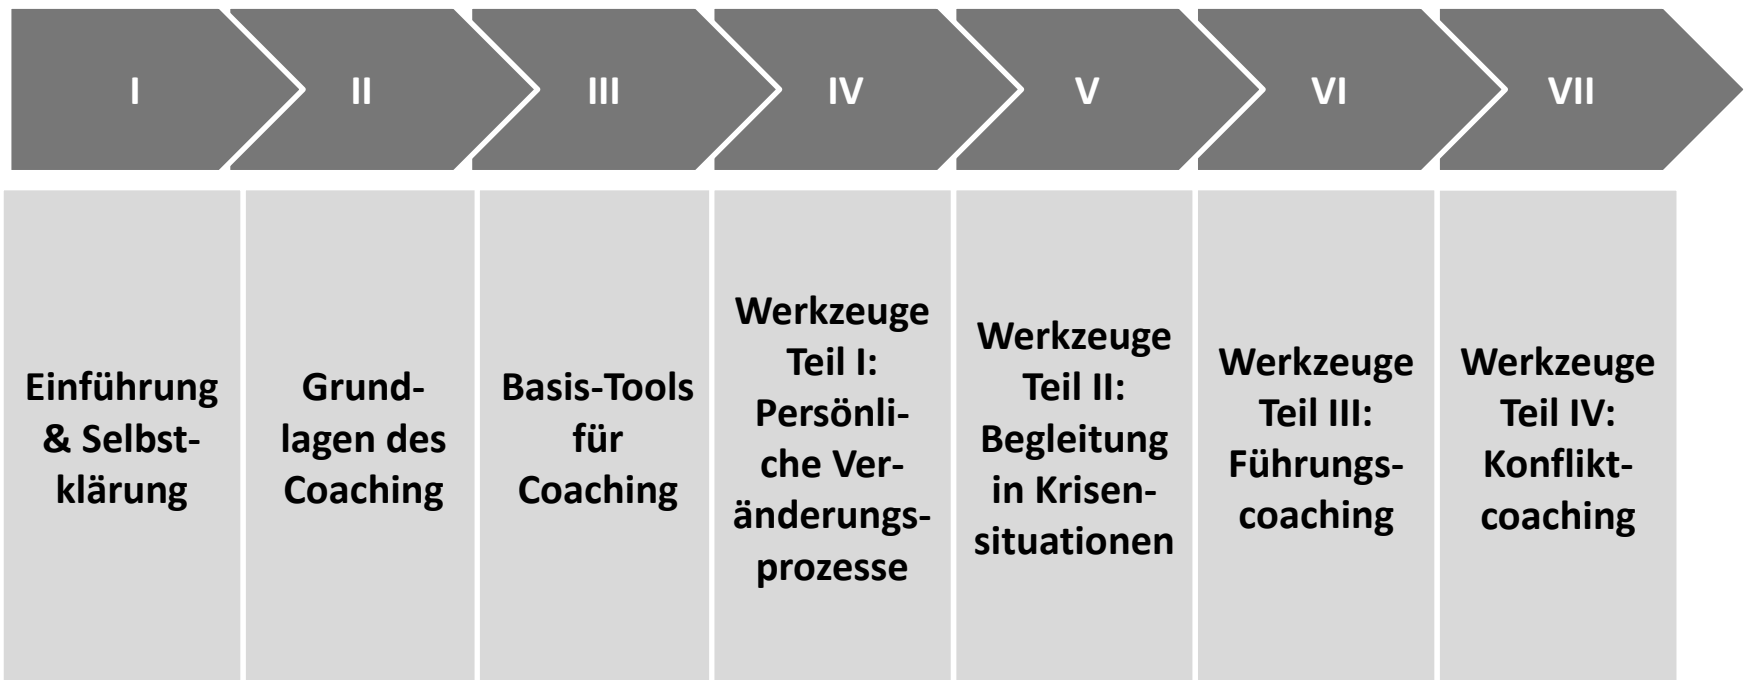 I
II
III
IV
V
VI
VII
Einführung
& Selbst-
klärung
Grund-
lagen des
Coaching
Basis-Tools
für
Coaching
Werkzeuge
Teil I:
Persönli-
che Ver-
änderungs-
prozesse
Werkzeuge
Teil II:
Begleitung
in Krisen-
situationen
Werkzeuge
Teil III:
Führungs-
coaching
Werkzeuge
Teil IV:
Konflikt-
coaching